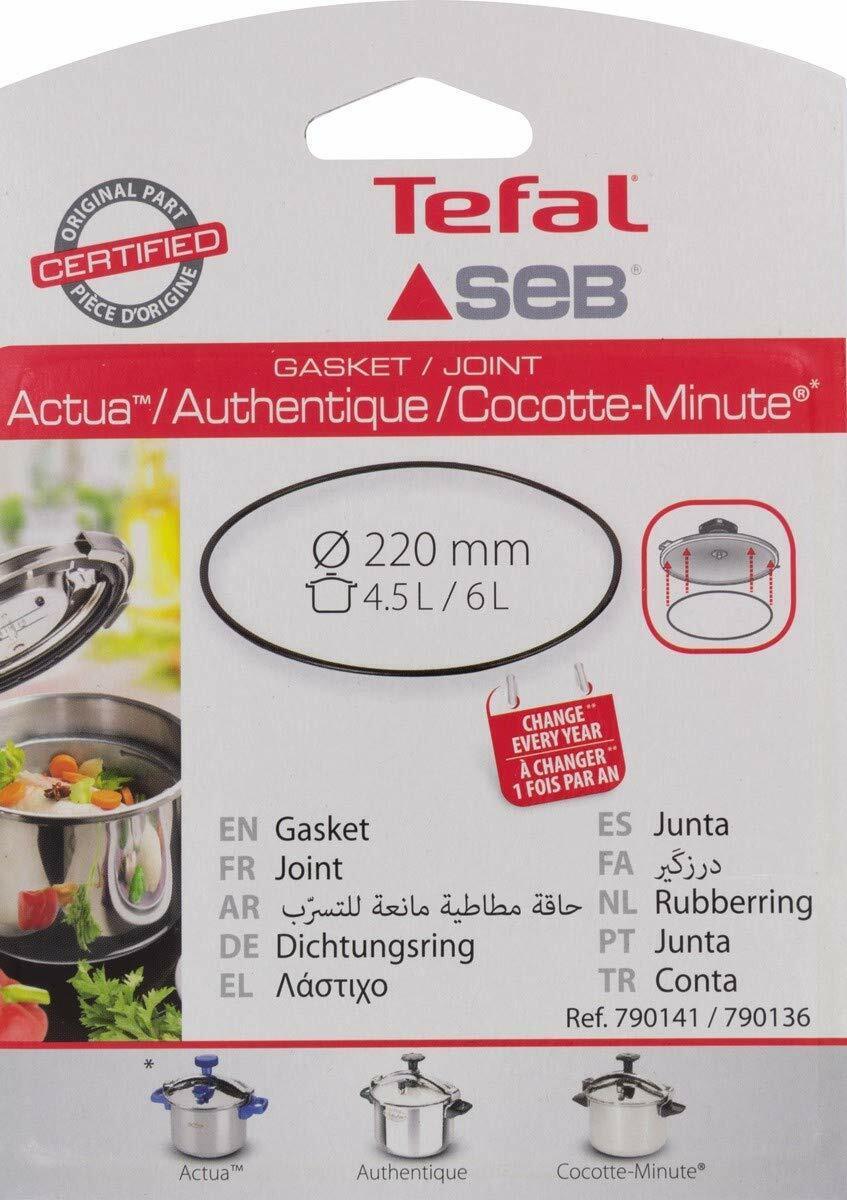 ORIGINAL PART
CERTIFIED
PIÈCE D'ORIGINE
Tefal®
SEB®
GASKET / JOINT
Actua™/Authentique/Cocotte-Minute®*
Ø 220 mm
4.5 L / 6 L
CHANGE**
EVERY YEAR
À CHANGER**
1 FOIS PAR AN
EN Gasket
FR Joint
AR حاقة مطاطية مانعة للتسرّب
DE Dichtungsring
EL Λάστιχο
ES Junta
FA درزگیر
NL Rubberring
PT Junta
TR Conta
Ref. 790141 / 790136
*
Actua™
Authentique
Cocotte-Minute®